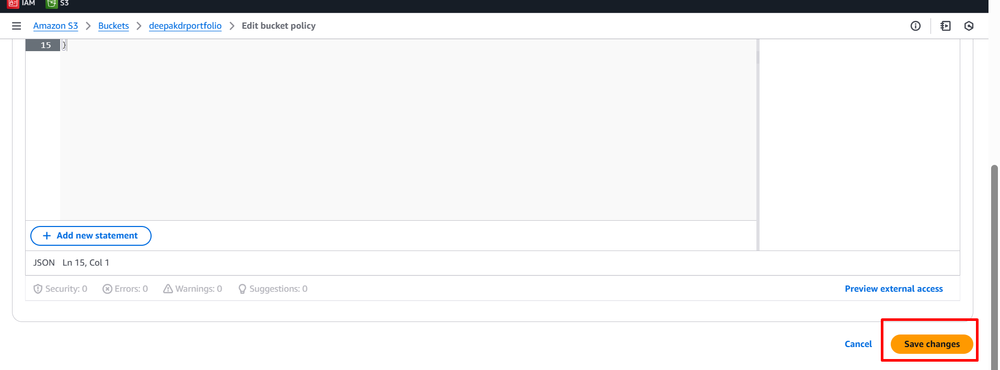 IAM S3
Amazon S3 > Buckets > deepakdrportfolio > Edit bucket policy
15 }
+ Add new statement
JSON Ln 15, Col 1
Security: 0 Errors: 0 Warnings: 0 Suggestions: 0 Preview external access
Cancel Save changes